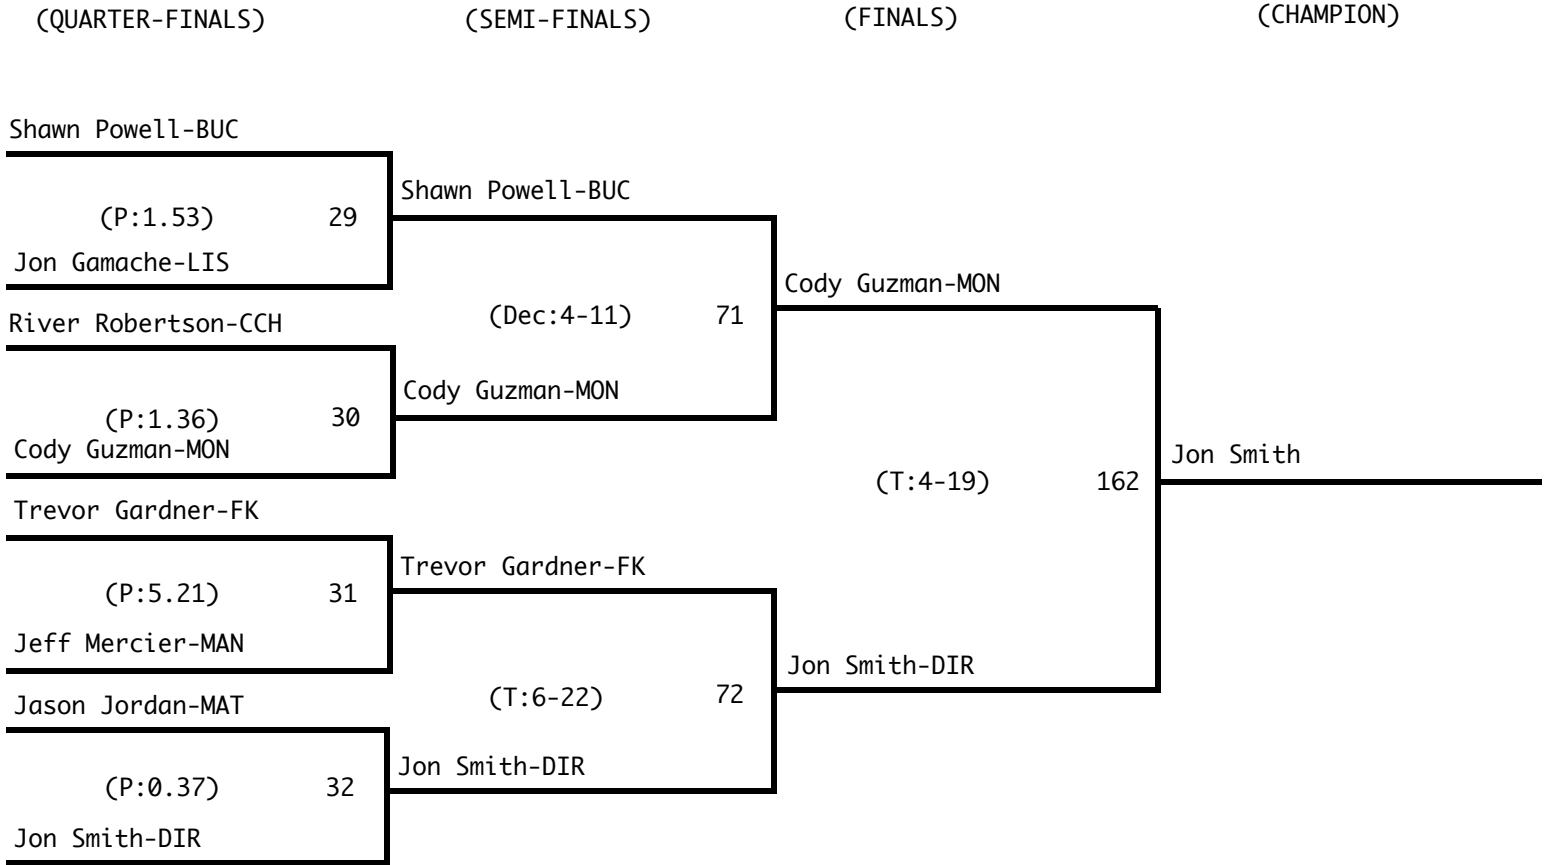 (QUARTER-FINALS) (SEMI-FINALS) (FINALS) (CHAMPION)
Shawn Powell-BUC
(P:1.53) 29
Jon Gamache-LIS
River Robertson-CCH
(P:1.36) 30
Cody Guzman-MON
Trevor Gardner-FK
(P:5.21) 31
Jeff Mercier-MAN
Jason Jordan-MAT
(P:0.37) 32
Jon Smith-DIR
Shawn Powell-BUC
(Dec:4-11) 71
Cody Guzman-MON
Trevor Gardner-FK
(T:6-22) 72
Jon Smith-DIR
Cody Guzman-MON
(T:4-19) 162
Jon Smith-DIR
Jon Smith